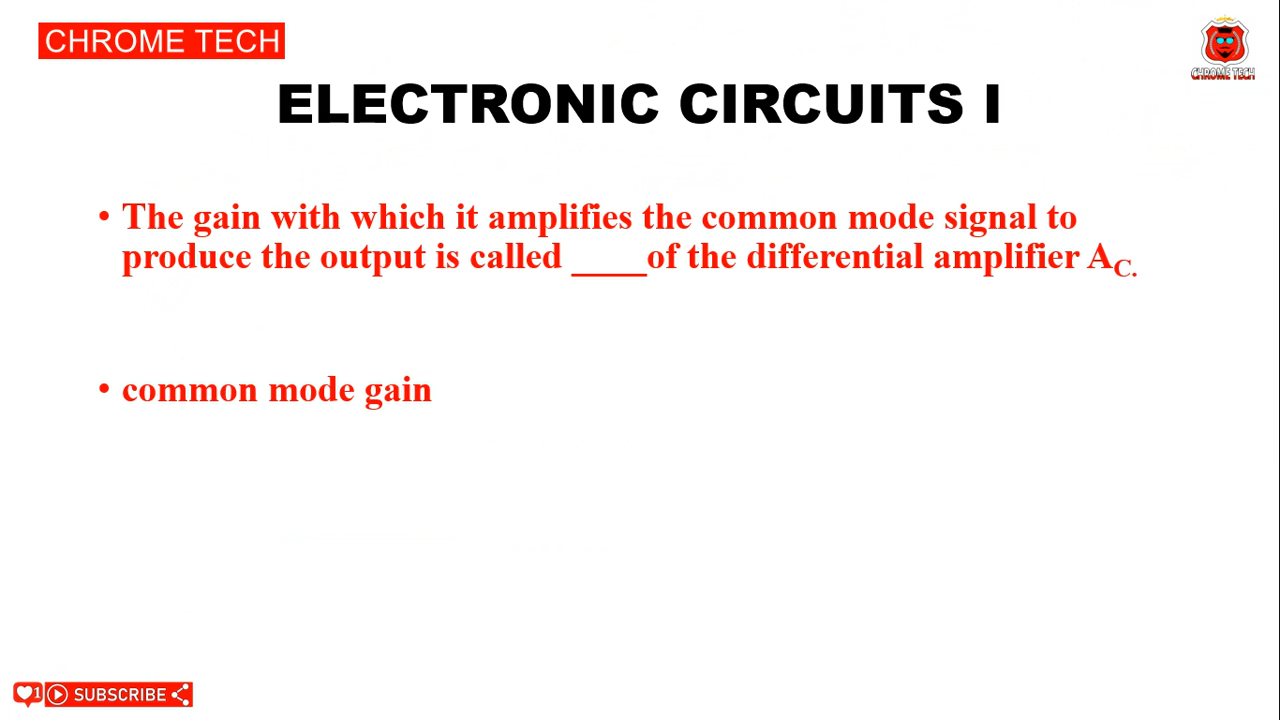 CHROME TECH
CHROME TECH
ELECTRONIC CIRCUITS I
• The gain with which it amplifies the common mode signal to
produce the output is called ____of the differential amplifier AC.
• common mode gain
1 SUBSCRIBE